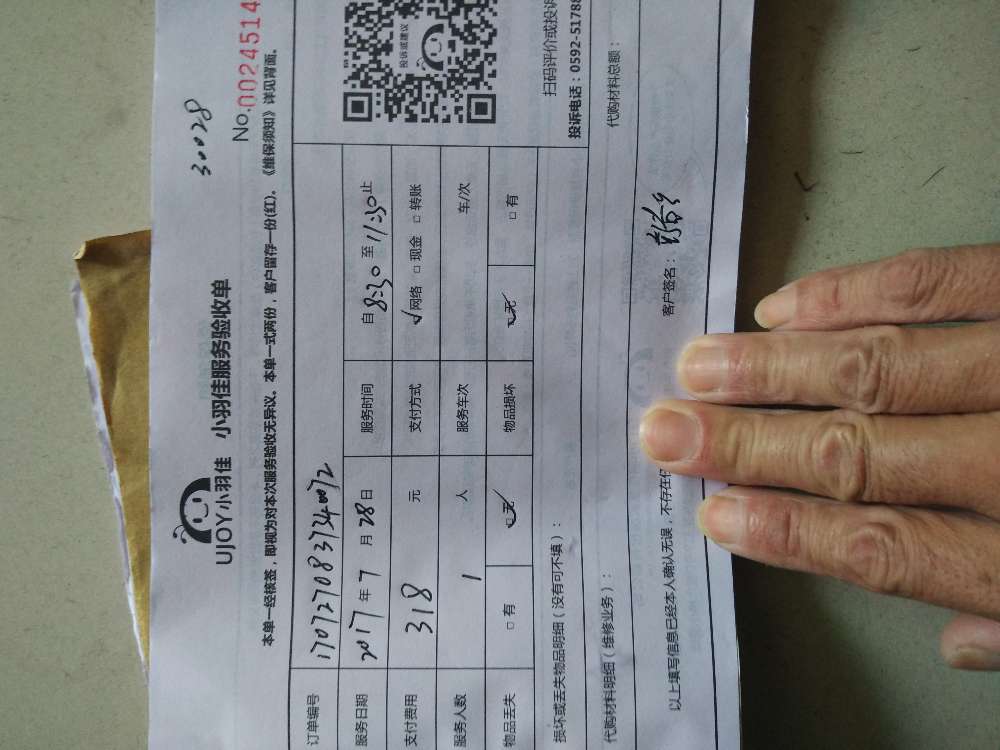 30028
No.0024514
UJOY小羽佳 小羽佳服务验收单
本单一经核签，即视为对本次服务验收无异议。本单一式两份，客户留存一份(红)。《维保须知》详见背面。
订单编号
服务日期 2017 年 7 月 28 日 服务时间 自 8:30 至 11:30 止
支付费用 318 元 支付方式 ☑网络 □现金 □转账
服务人数 1 人 服务车次 车/次
物品丢失 □有 ☑无 物品损坏 ☑无 □有
投诉或建议
扫码评价或投诉
投诉电话：0592-51788
损坏或丢失物品明细（没有可不填）：
代购材料明细（维修业务）： 代购材料总额：
以上填写信息已经本人确认无误，不存在任 客户签名：